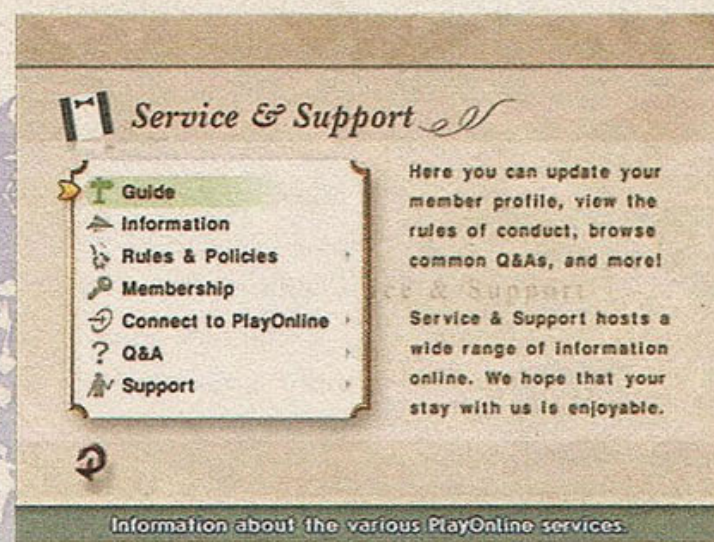 Service & Support
Guide
Information
Rules & Policies
Membership
Connect to PlayOnline
Q&A
Support
Here you can update your
member profile, view the
rules of conduct, browse
common Q&As, and more!
Service & Support hosts a
wide range of information
online. We hope that your
stay with us is enjoyable.
Information about the various PlayOnline services.